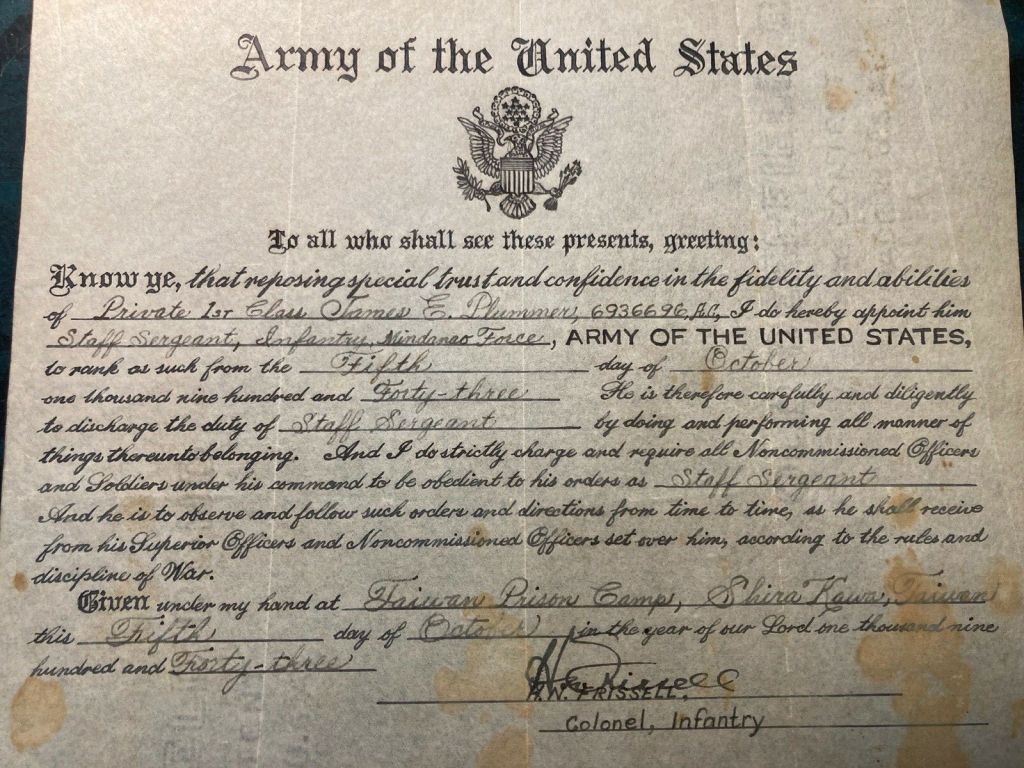 Army of the United States
To all who shall see these presents, greeting:
Know ye, that reposing special trust and confidence in the fidelity and abilities
of Private 1st Class James E. Plummer, 6936696, A.C., I do hereby appoint him
Staff Sergeant, Infantry, Mindanao Force, ARMY OF THE UNITED STATES,
to rank as such from the Fifth day of October
one thousand nine hundred and Forty-three He is therefore carefully and diligently
to discharge the duty of Staff Sergeant by doing and performing all manner of
things thereunto belonging. And I do strictly charge and require all Noncommissioned Officers
and Soldiers under his command to be obedient to his orders as Staff Sergeant
And he is to observe and follow such orders and directions from time to time, as he shall receive
from his Superior Officers and Noncommissioned Officers set over him, according to the rules and
discipline of War.
Given under my hand at Taiwan Prison Camp, Shira Kawa, Taiwan
this Fifth day of October in the year of our Lord one thousand nine
hundred and Forty-three
H.W. FRISSELL.
Colonel, Infantry